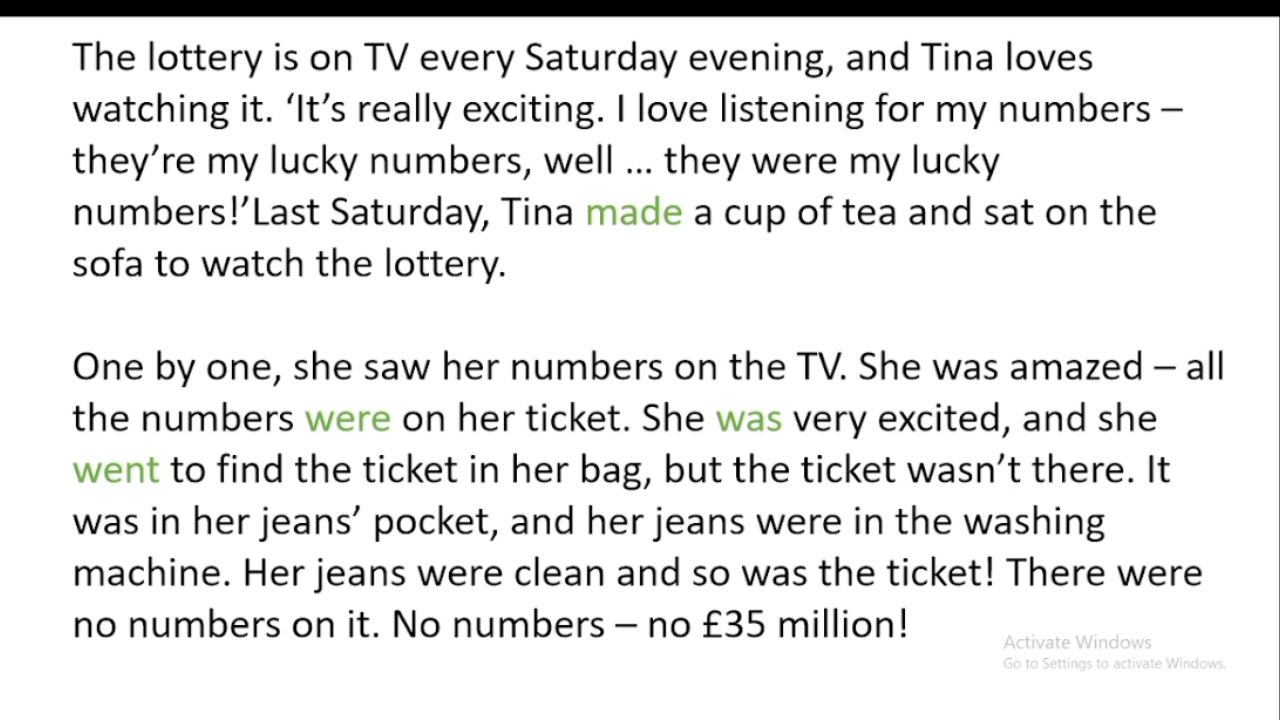 The lottery is on TV every Saturday evening, and Tina loves
watching it. ‘It’s really exciting. I love listening for my numbers –
they’re my lucky numbers, well ... they were my lucky
numbers!’Last Saturday, Tina made a cup of tea and sat on the
sofa to watch the lottery.
One by one, she saw her numbers on the TV. She was amazed – all
the numbers were on her ticket. She was very excited, and she
went to find the ticket in her bag, but the ticket wasn’t there. It
was in her jeans’ pocket, and her jeans were in the washing
machine. Her jeans were clean and so was the ticket! There were
no numbers on it. No numbers – no £35 million!
Activate Windows
Go to Settings to activate Windows.